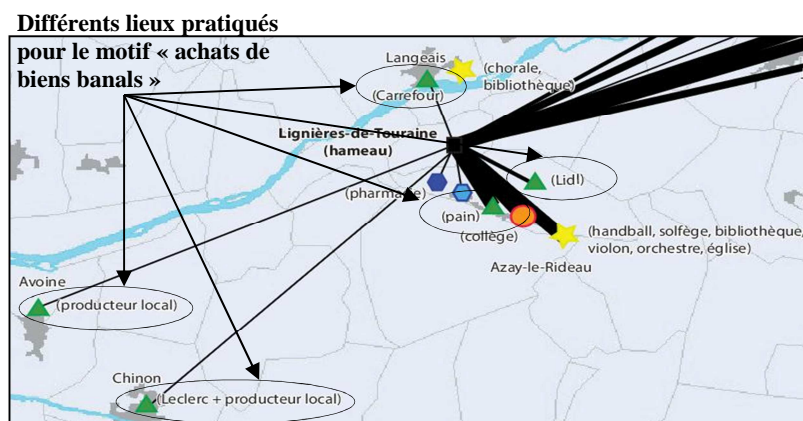 Différents lieux pratiqués
pour le motif « achats de
biens banals »
Langeais
(chorale,
bibliothèque)
(Carrefour)
Lignières-de-Touraine
(hameau)
(Lidl)
(pharmacie)
(pain)
(collège)
(handball, solfège, bibliothèque,
violon, orchestre, église)
Azay-le-Rideau
Avoine
(producteur local)
Chinon
(Leclerc + producteur local)